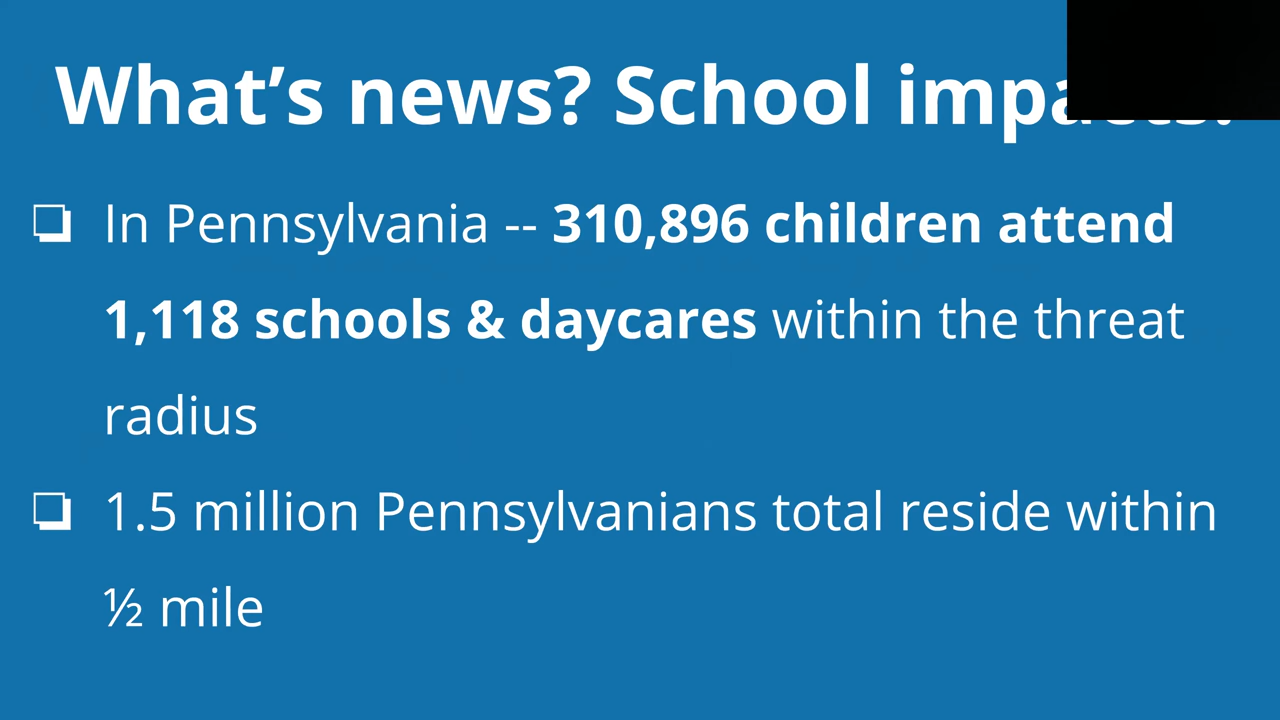 What’s news? School impacts!
❏ In Pennsylvania -- 310,896 children attend
1,118 schools & daycares within the threat
radius
❏ 1.5 million Pennsylvanians total reside within
½ mile